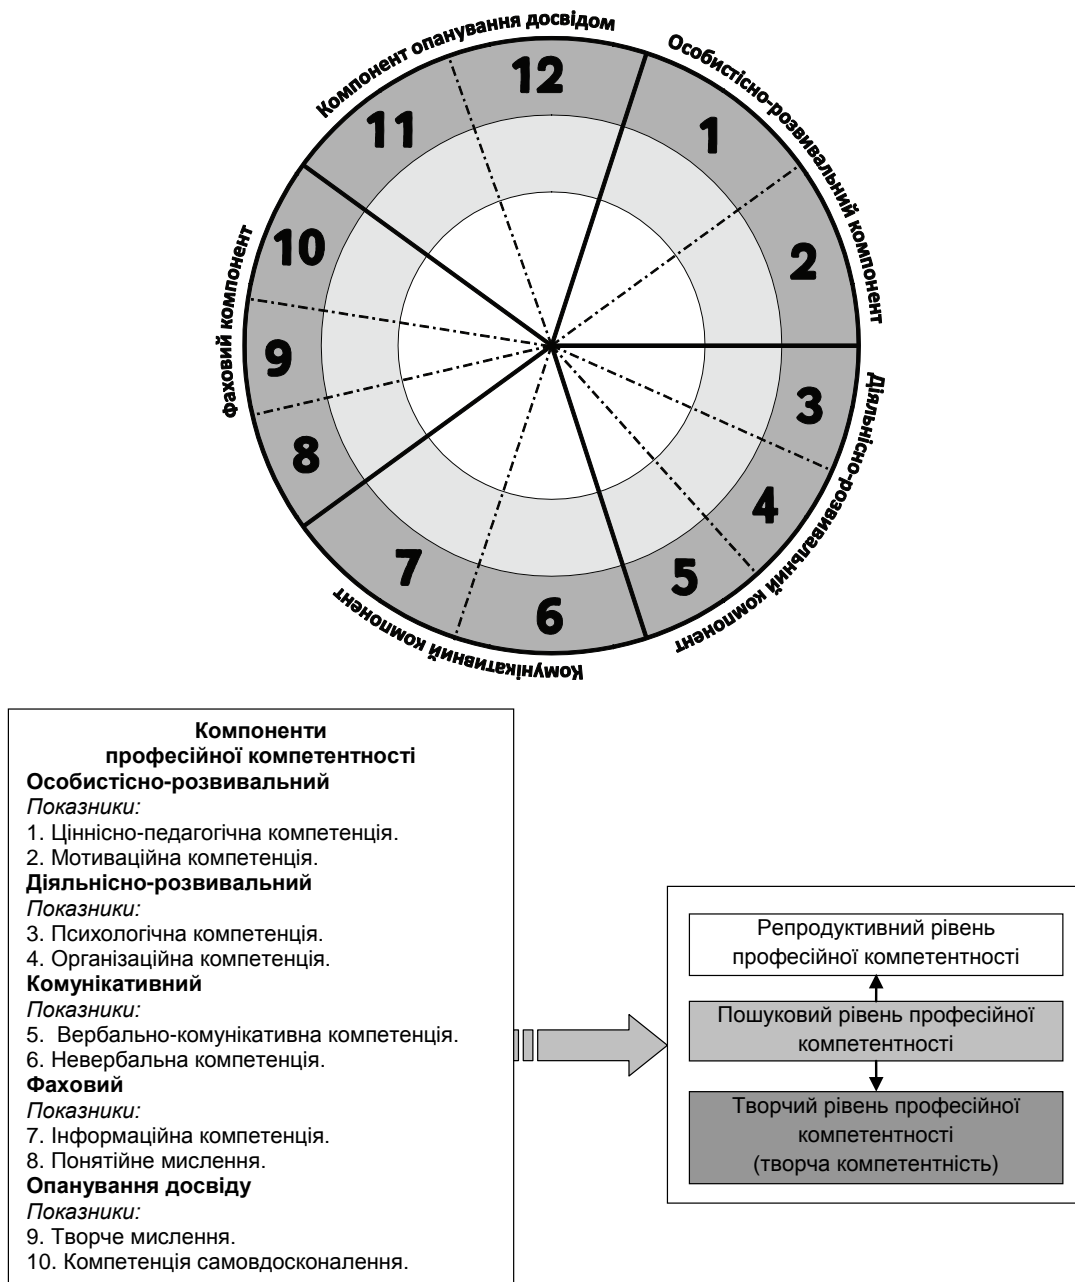 Компонент опанування досвідом
Особистісно-розвивальний компонент
Діяльнісно-розвивальний компонент
Комунікативний компонент
Фаховий компонент
1
2
3
4
5
6
7
8
9
10
11
12
Компоненти
професійної компетентності
Особистісно-розвивальний
Показники:
1. Ціннісно-педагогічна компетенція.
2. Мотиваційна компетенція.
Діяльнісно-розвивальний
Показники:
3. Психологічна компетенція.
4. Організаційна компетенція.
Комунікативний
Показники:
5. Вербально-комунікативна компетенція.
6. Невербальна компетенція.
Фаховий
Показники:
7. Інформаційна компетенція.
8. Понятійне мислення.
Опанування досвіду
Показники:
9. Творче мислення.
10. Компетенція самовдосконалення.
Репродуктивний рівень
професійної компетентності
Пошуковий рівень професійної
компетентності
Творчий рівень професійної
компетентності
(творча компетентність)